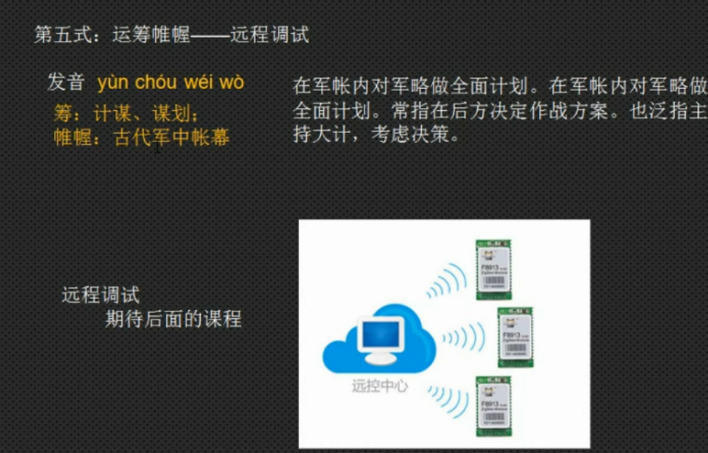 第五式：运筹帷幄——远程调试
发音 yùn chóu wéi wò
筹：计谋、谋划；
帷幄：古代军中帐幕
在军帐内对军略做全面计划。在军帐内对军略做
全面计划。常指在后方决定作战方案。也泛指主
持大计，考虑决策。
远程调试
期待后面的课程
远控中心
F8913
F8913
F8913